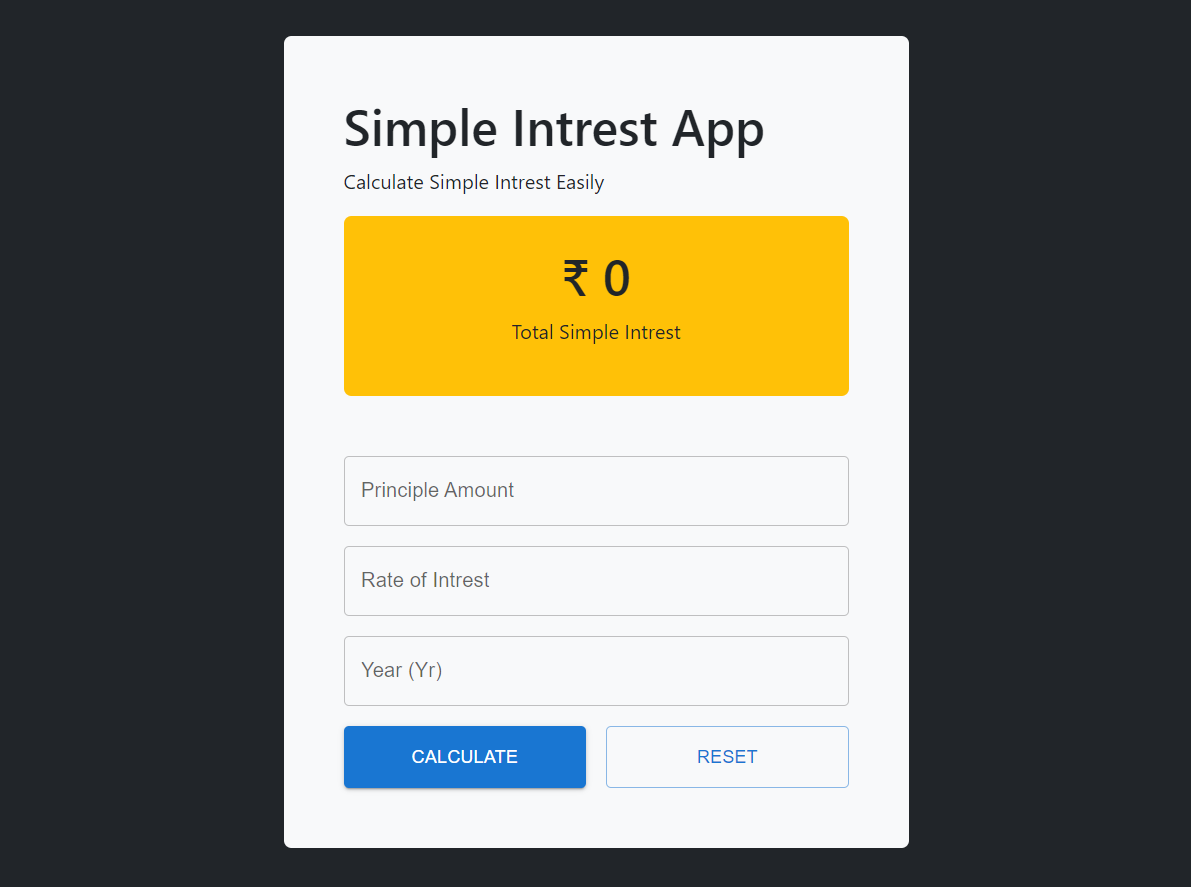 Simple Intrest App
Calculate Simple Intrest Easily
₹ 0
Total Simple Intrest
Principle Amount
Rate of Intrest
Year (Yr)
CALCULATE
RESET